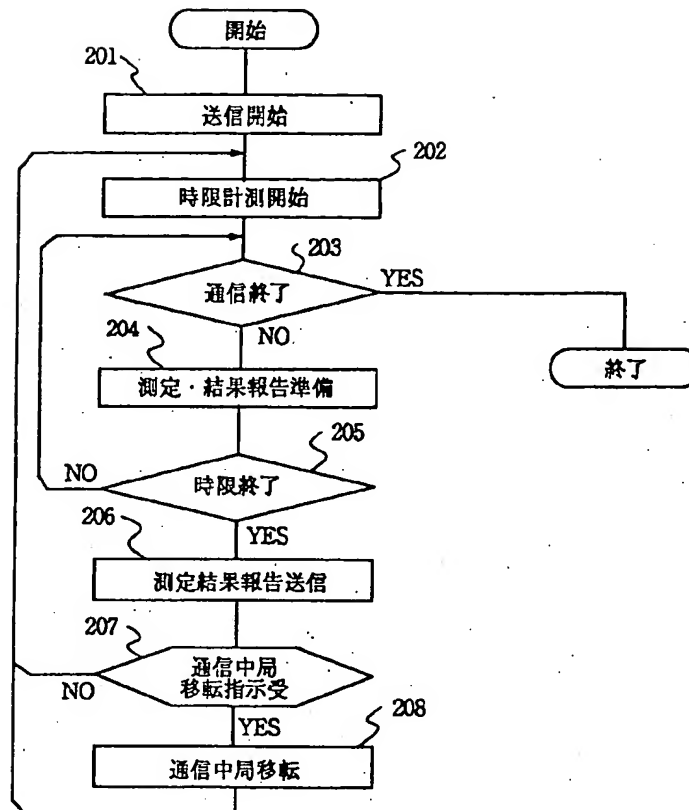 開始
201
送信開始
202
時限計測開始
203
通信終了
YES
NO
終了
204
測定・結果報告準備
205
時限終了
NO
YES
206
測定結果報告送信
207
通信中局
移転指示受
NO
YES
208
通信中局移転